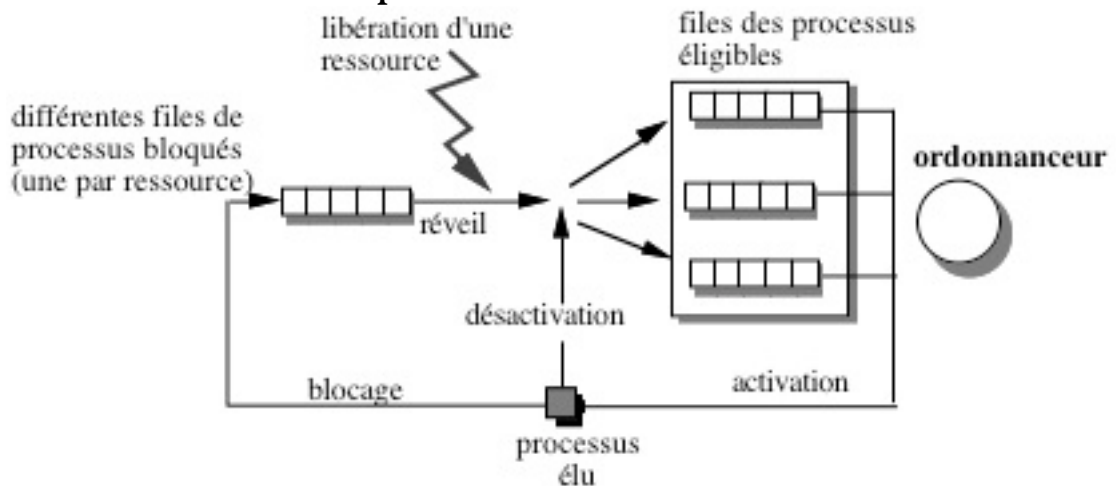 libération d'une
ressource
files des processus
éligibles
différentes files de
processus bloqués
(une par ressource)
ordonnanceur
réveil
désactivation
blocage
activation
processus
élu